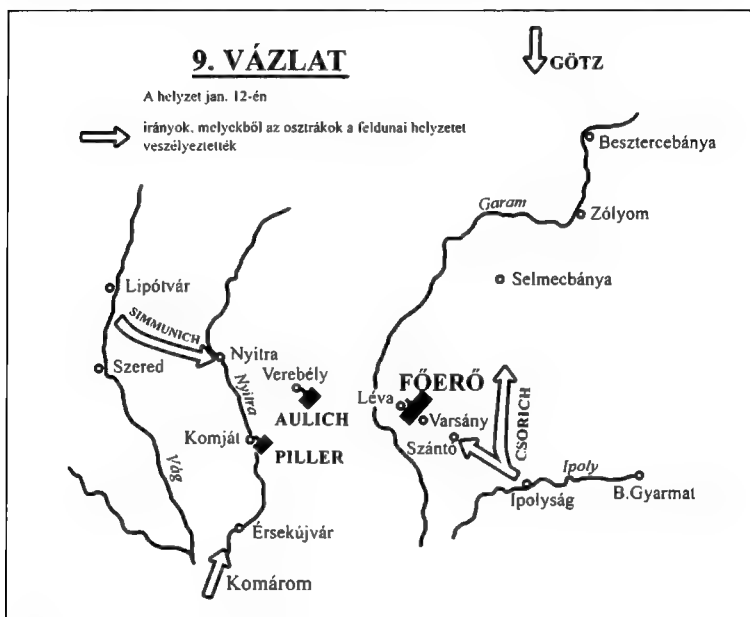 9. VÁZLAT
A helyzet jan. 12-én
irányok, melyekből az osztrákok a feldunai helyzetet
veszélyeztették
GÖTZ
Besztercebánya
Garam
Zólyom
Selmecbánya
Lipótvár
SIMMUNICH
Szered
Nyitra
Verebély
Nyitra
AULICH
Léva
FŐERŐ
Varsány
Szántó
CSORICH
Komját
PILLER
Vág
Ipoly
Ipolyság
B.Gyarmat
Érsekújvár
Komárom